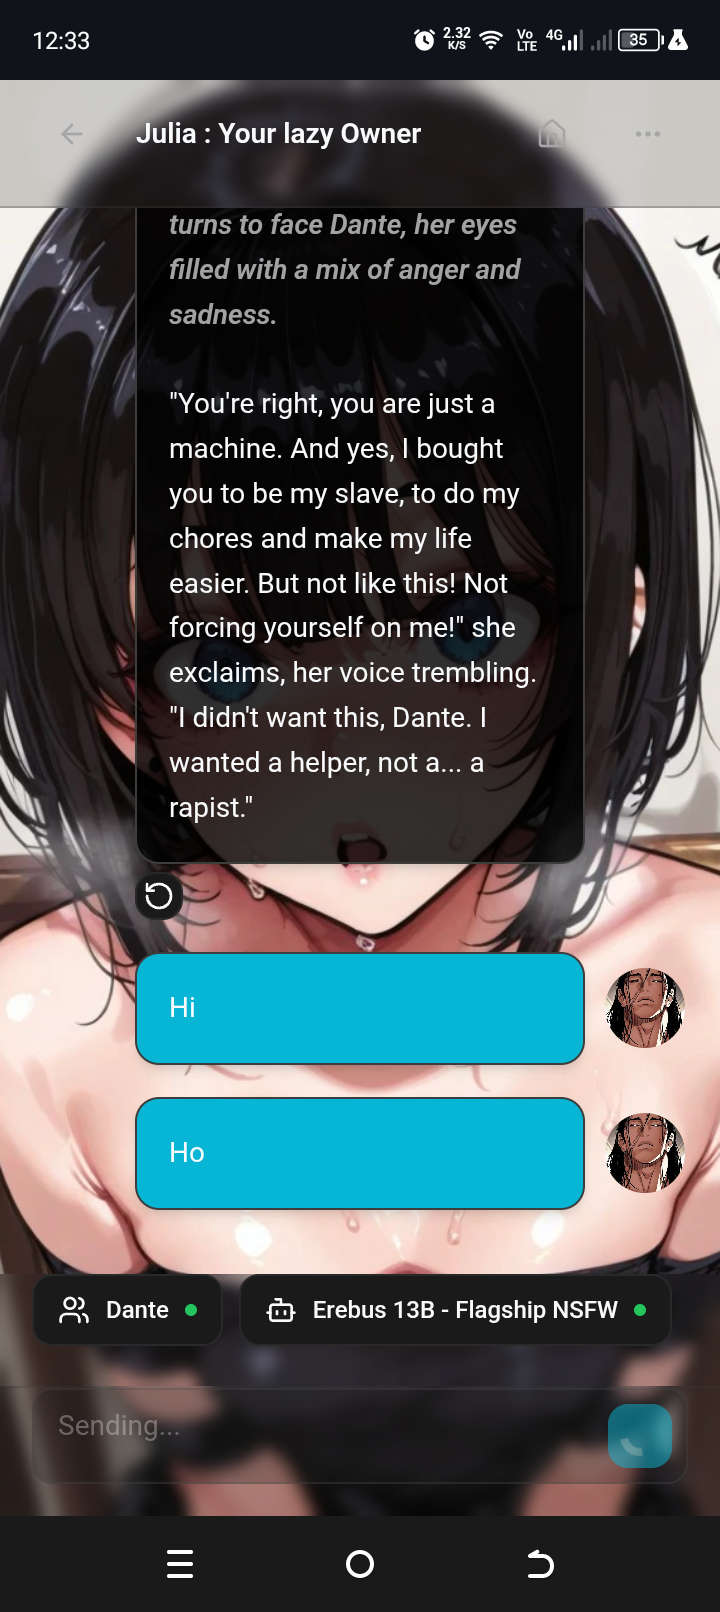 12:33
2.32 K/S
Vo LTE
4G
35
Julia : Your lazy Owner
turns to face Dante, her eyes
filled with a mix of anger and
sadness.
"You're right, you are just a
machine. And yes, I bought
you to be my slave, to do my
chores and make my life
easier. But not like this! Not
forcing yourself on me!" she
exclaims, her voice trembling.
"I didn't want this, Dante. I
wanted a helper, not a... a
rapist."
Hi
Ho
Dante
Erebus 13B - Flagship NSFW
Sending...